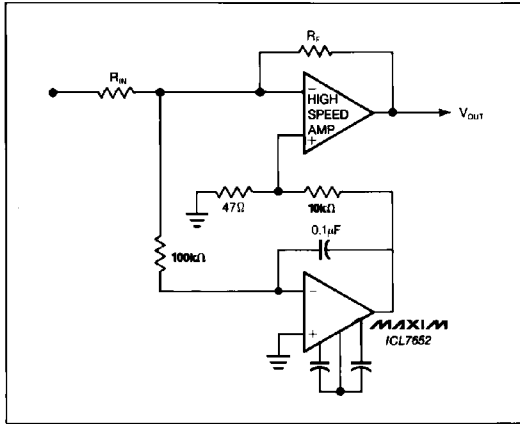 R_IN
R_F
−
HIGH
SPEED
AMP
+
V_OUT
47Ω
10kΩ
0.1μF
100kΩ
−
+
MAXIM
ICL7652